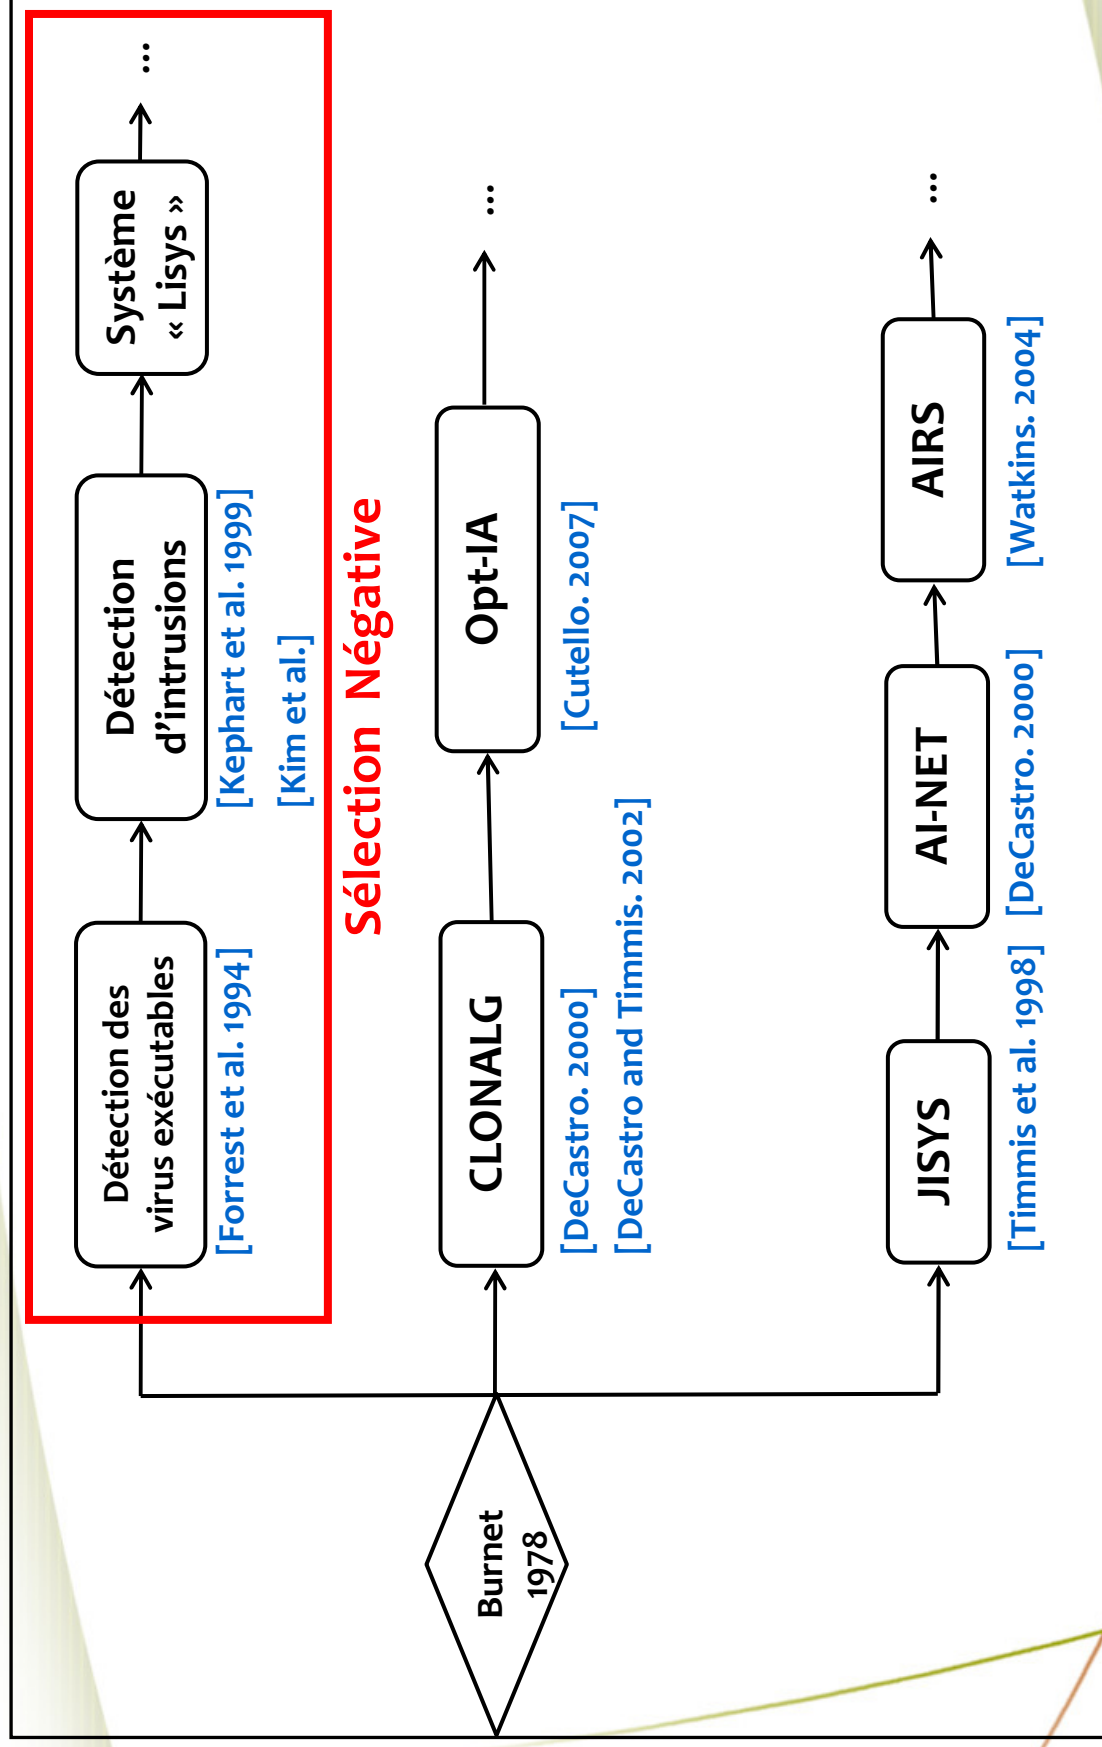 Burnet
1978
Détection des
virus exécutables
[Forrest et al. 1994]
Détection
d'intrusions
[Kephart et al. 1999]
[Kim et al.]
Système
« Lisys »
...
Sélection Négative
CLONALG
[DeCastro. 2000]
[DeCastro and Timmis. 2002]
Opt-IA
[Cutello. 2007]
...
JISYS
[Timmis et al. 1998]
AI-NET
[DeCastro. 2000]
AIRS
[Watkins. 2004]
...